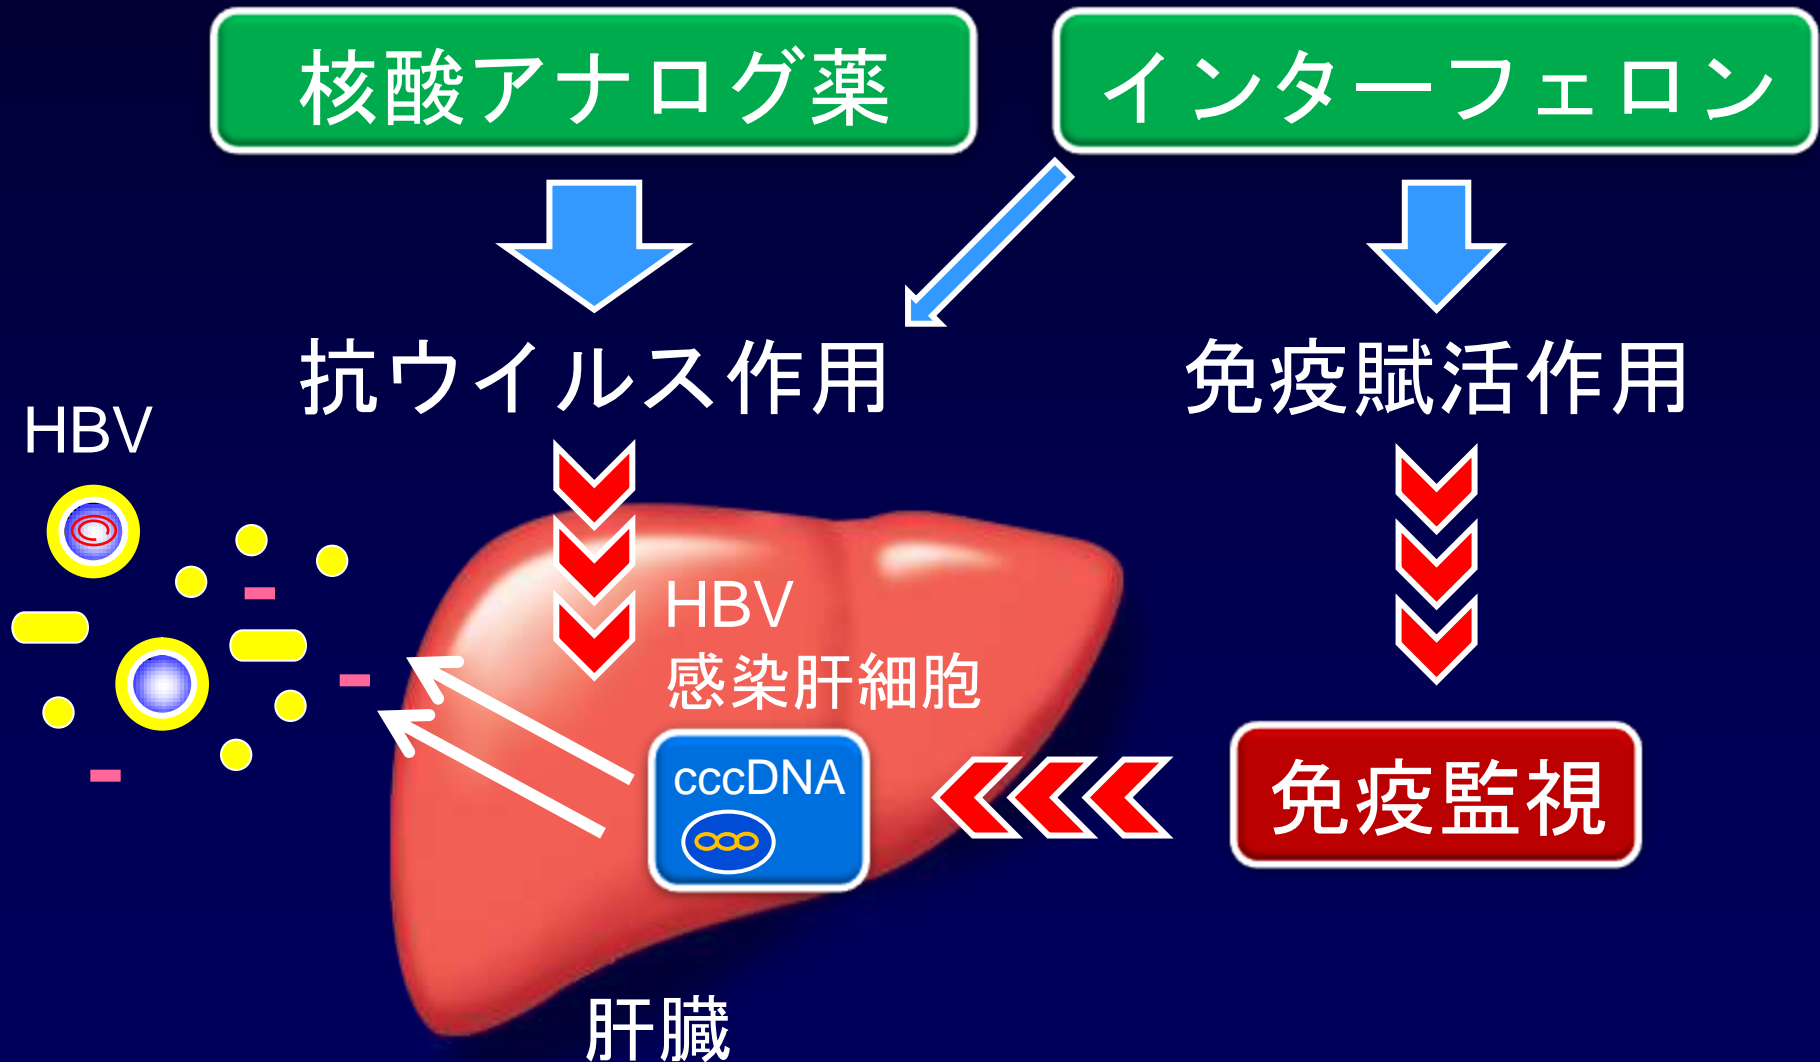 核酸アナログ薬
インターフェロン
抗ウイルス作用
免疫賦活作用
HBV
HBV
感染肝細胞
cccDNA
免疫監視
肝臓